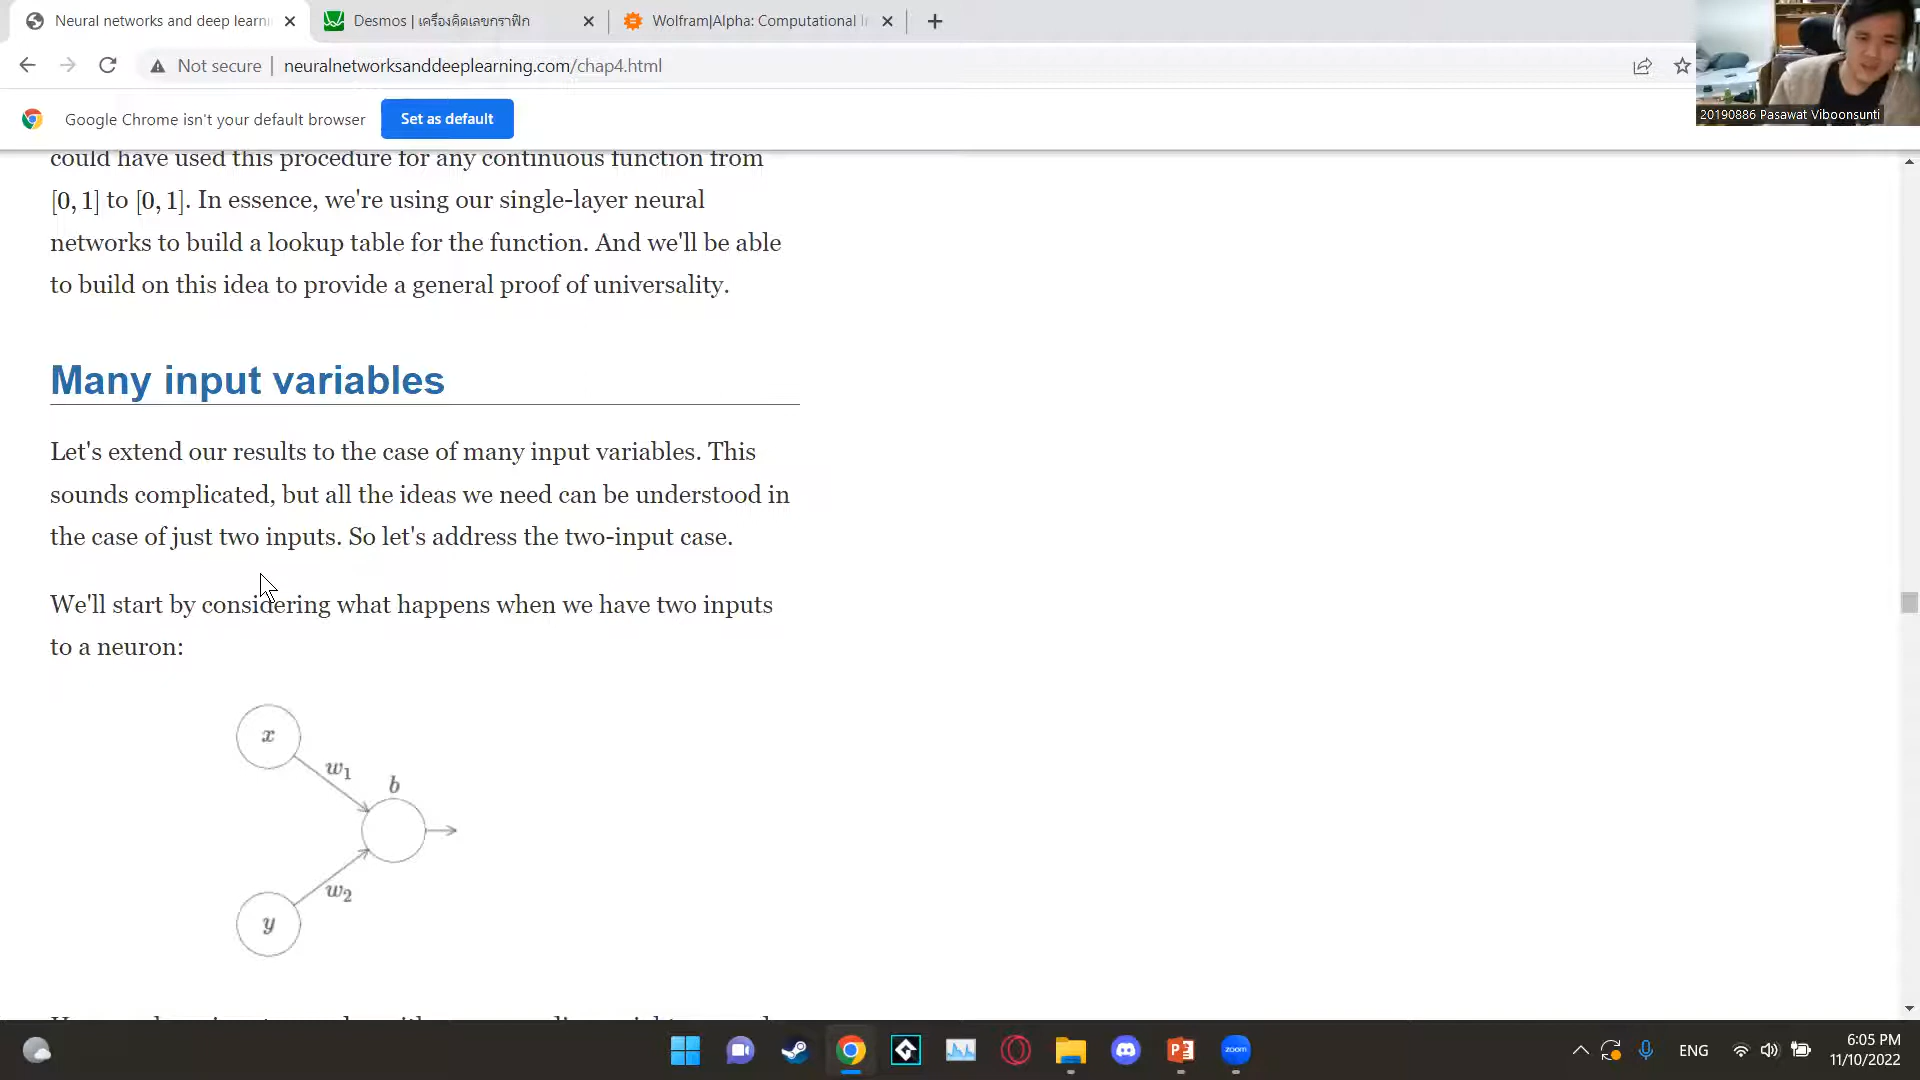 Neural networks and deep learni
Desmos | เครื่องคิดเลขกราฟิก
Wolfram|Alpha: Computational I
Not secure
neuralnetworksanddeeplearning.com/chap4.html
20190886 Pasawat Viboonsunti
Google Chrome isn't your default browser
Set as default
could have used this procedure for any continuous function from
[0, 1] to [0, 1]. In essence, we're using our single-layer neural
networks to build a lookup table for the function. And we'll be able
to build on this idea to provide a general proof of universality.
Many input variables
Let's extend our results to the case of many input variables. This
sounds complicated, but all the ideas we need can be understood in
the case of just two inputs. So let's address the two-input case.
We'll start by considering what happens when we have two inputs
to a neuron:
x
w1
b
w2
y
zoom
ENG
6:05 PM
11/10/2022